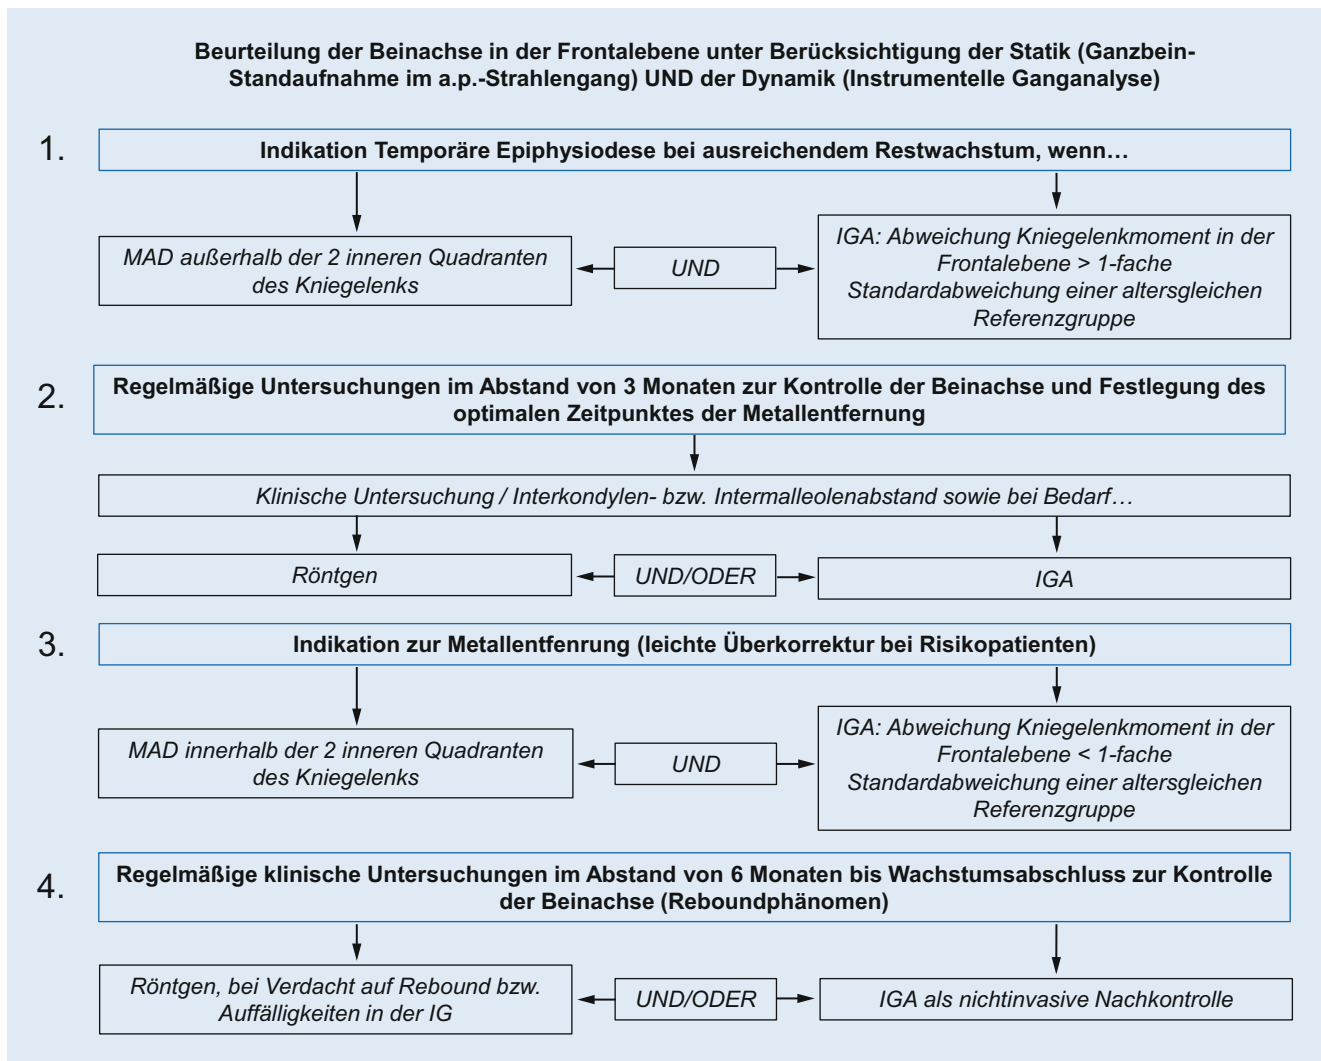 Beurteilung der Beinachse in der Frontalebene unter Berücksichtigung der Statik (Ganzbein-
Standaufnahme im a.p.-Strahlengang) UND der Dynamik (Instrumentelle Ganganalyse)
1.
Indikation Temporäre Epiphysiodese bei ausreichendem Restwachstum, wenn…
MAD außerhalb der 2 inneren Quadranten
des Kniegelenks
UND
IGA: Abweichung Kniegelenkmoment in der
Frontalebene > 1-fache
Standardabweichung einer altersgleichen
Referenzgruppe
2.
Regelmäßige Untersuchungen im Abstand von 3 Monaten zur Kontrolle der Beinachse und Festlegung des
optimalen Zeitpunktes der Metallentfernung
Klinische Untersuchung / Interkondylen- bzw. Intermalleolenabstand sowie bei Bedarf…
Röntgen
UND/ODER
IGA
3.
Indikation zur Metallentfenrung (leichte Überkorrektur bei Risikopatienten)
MAD innerhalb der 2 inneren Quadranten
des Kniegelenks
UND
IGA: Abweichung Kniegelenkmoment in der
Frontalebene < 1-fache
Standardabweichung einer altersgleichen
Referenzgruppe
4.
Regelmäßige klinische Untersuchungen im Abstand von 6 Monaten bis Wachstumsabschluss zur Kontrolle
der Beinachse (Reboundphänomen)
Röntgen, bei Verdacht auf Rebound bzw.
Auffälligkeiten in der IG
UND/ODER
IGA als nichtinvasive Nachkontrolle